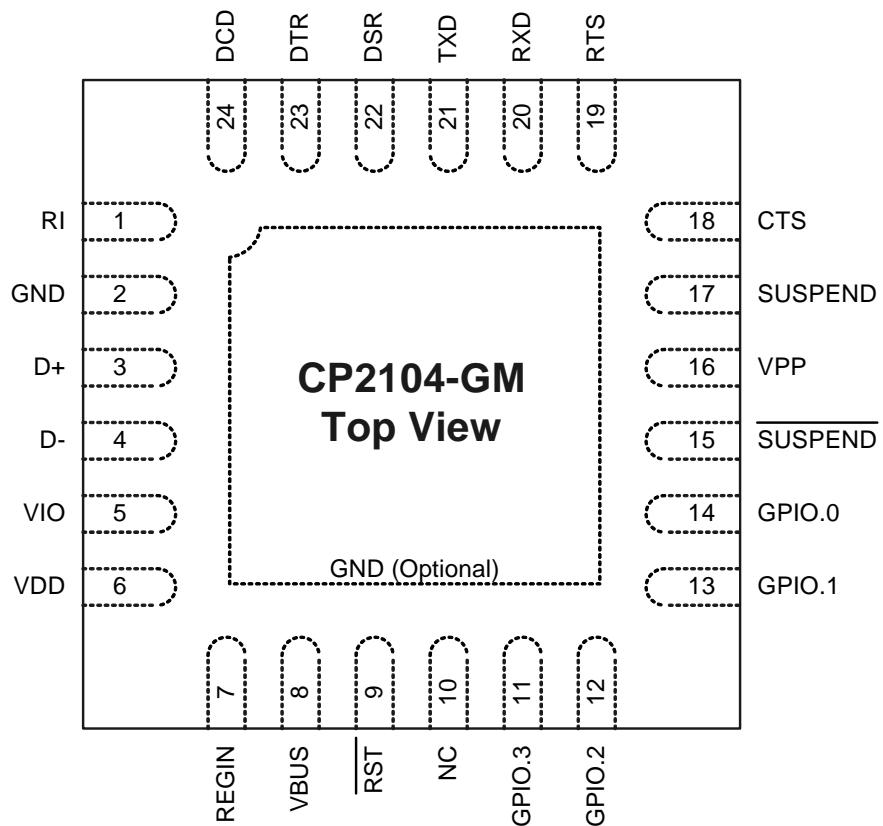 DCD DTR DSR TXD RXD RTS
24 23 22 21 20 19
RI 1 18 CTS
GND 2 17 SUSPEND
D+ 3 16 VPP
CP2104-GM
Top View
D- 4 15 SUSPEND
VIO 5 14 GPIO.0
GND (Optional)
VDD 6 13 GPIO.1
7 8 9 10 11 12
REGIN VBUS RST NC GPIO.3 GPIO.2